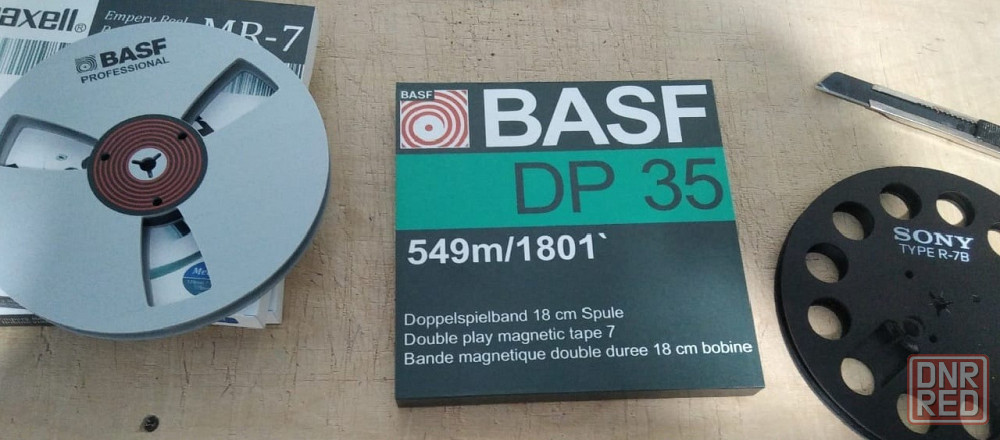 maxell®
Empery Reel
MR-7
BASF
PROFESSIONAL
BASF
BASF
DP 35
549m/1801`
Doppelspielband 18 cm Spule
Double play magnetic tape 7
Bande magnetique double duree 18 cm bobine
SONY
TYPE R-7B
DNR
RED